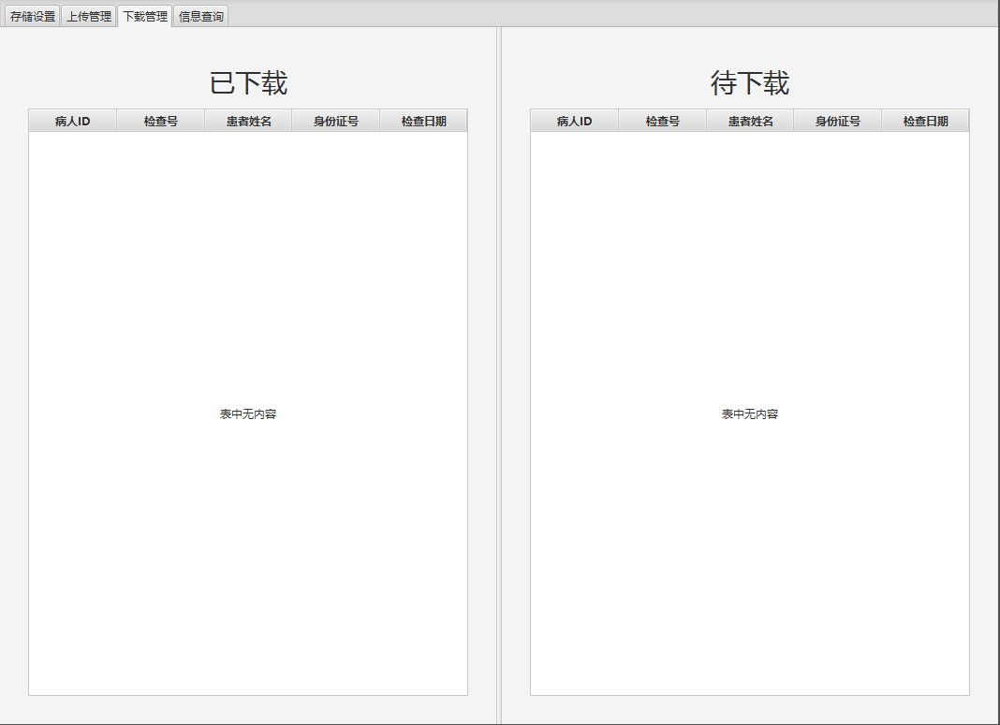 存储设置 上传管理 下载管理 信息查询
已下载
病人ID 检查号 患者姓名 身份证号 检查日期
表中无内容
待下载
病人ID 检查号 患者姓名 身份证号 检查日期
表中无内容